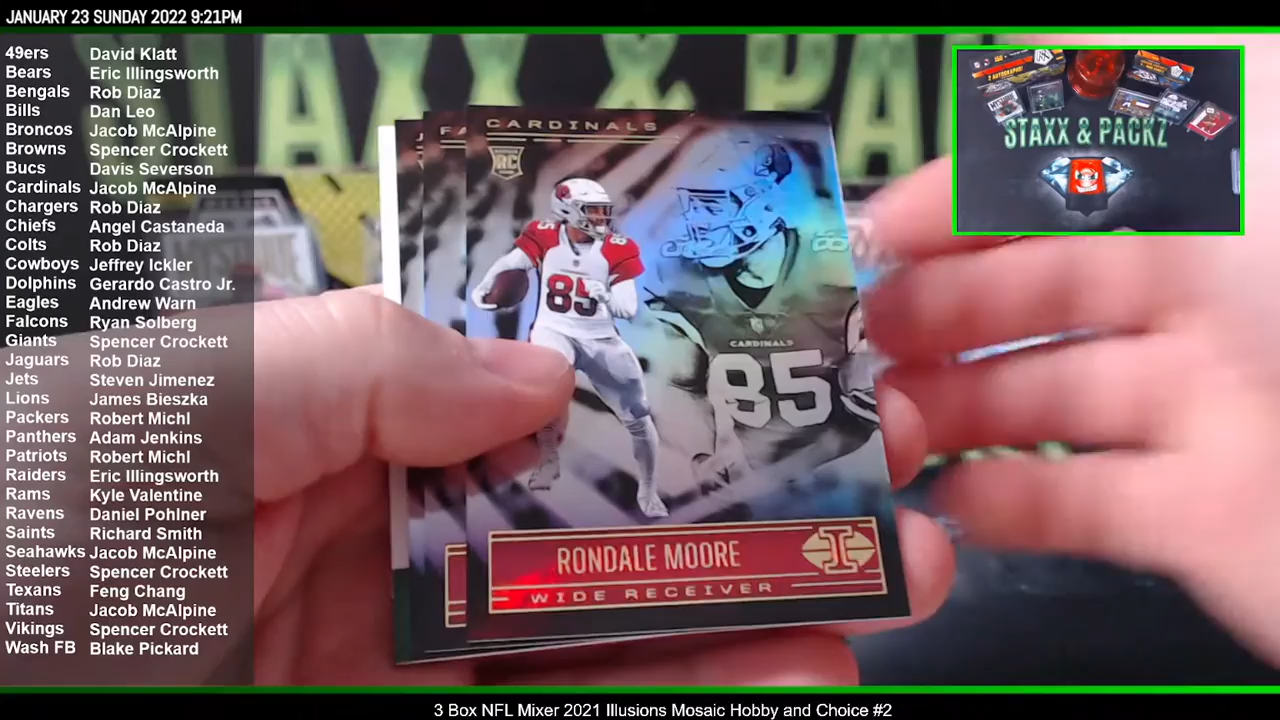 JANUARY 23 SUNDAY 2022 9:21PM
49ers David Klatt
Bears Eric Illingsworth
Bengals Rob Diaz
Bills Dan Leo
Broncos Jacob McAlpine
Browns Spencer Crockett
Bucs Davis Severson
Cardinals Jacob McAlpine
Chargers Rob Diaz
Chiefs Angel Castaneda
Colts Rob Diaz
Cowboys Jeffrey Ickler
Dolphins Gerardo Castro Jr.
Eagles Andrew Warn
Falcons Ryan Solberg
Giants Spencer Crockett
Jaguars Rob Diaz
Jets Steven Jimenez
Lions James Bieszka
Packers Robert Michl
Panthers Adam Jenkins
Patriots Robert Michl
Raiders Eric Illingsworth
Rams Kyle Valentine
Ravens Daniel Pohlner
Saints Richard Smith
Seahawks Jacob McAlpine
Steelers Spencer Crockett
Texans Feng Chang
Titans Jacob McAlpine
Vikings Spencer Crockett
Wash FB Blake Pickard
STAXX & PACKZ
CARDINALS
RC
85
85
CARDINALS
85
RONDALE MOORE
I
WIDE RECEIVER
STAXX & PACKZ
3 Box NFL Mixer 2021 Illusions Mosaic Hobby and Choice #2